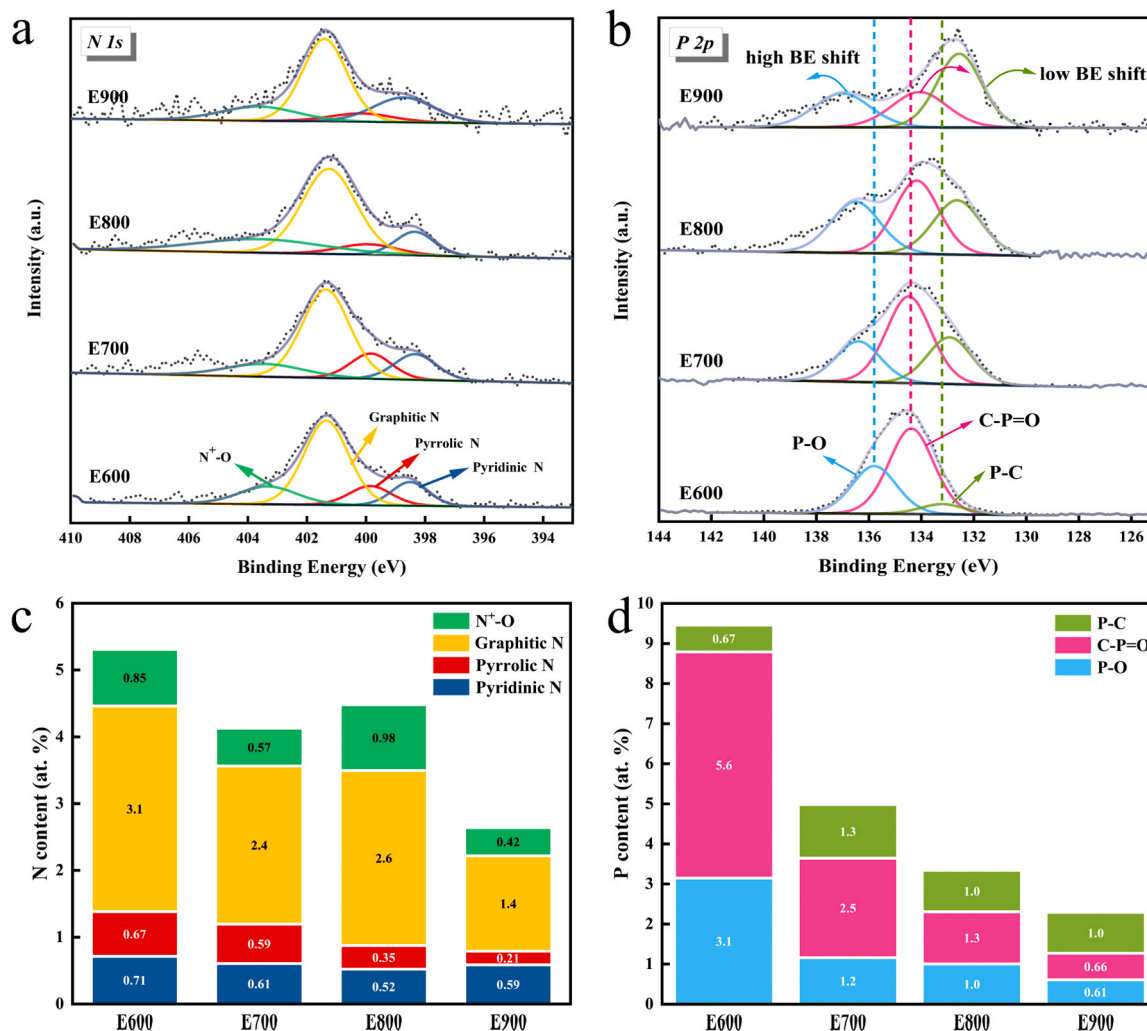 a
N 1s
E900
E800
E700
E600
N⁺-O
Graphitic N
Pyrrolic N
Pyridinic N
Intensity (a.u.)
410 408 406 404 402 400 398 396 394
Binding Energy (eV)
b
P 2p
high BE shift
low BE shift
E900
E800
E700
E600
P-O
C-P=O
P-C
Intensity (a.u.)
144 142 140 138 136 134 132 130 128 126
Binding Energy (eV)
c
N⁺-O
Graphitic N
Pyrrolic N
Pyridinic N
N content (at. %)
6
5
4
3
2
1
0
0.85
3.1
0.67
0.71
0.57
2.4
0.59
0.61
0.98
2.6
0.35
0.52
0.42
1.4
0.21
0.59
E600 E700 E800 E900
d
P-C
C-P=O
P-O
P content (at. %)
10
9
8
7
6
5
4
3
2
1
0
0.67
5.6
3.1
1.3
2.5
1.2
1.0
1.3
1.0
1.0
0.66
0.61
E600 E700 E800 E900